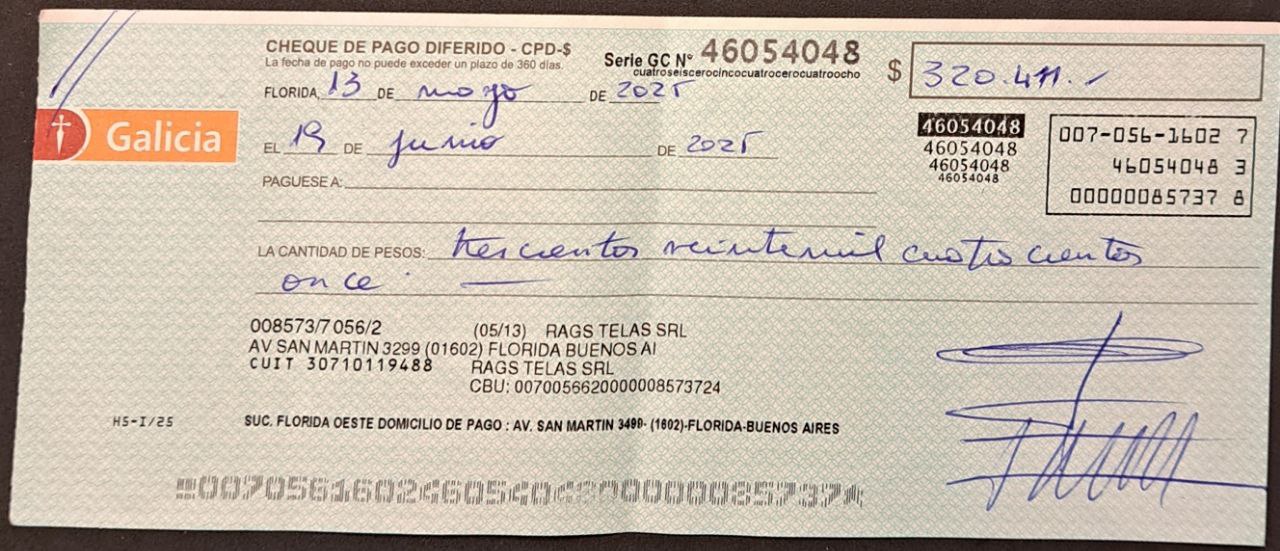 CHEQUE DE PAGO DIFERIDO - CPD-$
La fecha de pago no puede exceder un plazo de 360 días.
Serie GC Nº 46054048
cuatroseiscerocincocuatrocerocuatroocho
$ 320.411.-
FLORIDA, 13 DE mayo DE 2025
Galicia
EL 19 DE junio DE 2025
46054048
46054048
46054048
46054048
007-056-1602 7
46054048 3
00000085737 8
PAGUESE A:
LA CANTIDAD DE PESOS: trescientos veintemil cuatrocientos
once
008573/7 056/2 (05/13) RAGS TELAS SRL
AV SAN MARTIN 3299 (01602) FLORIDA BUENOS AI
CUIT 30710119488 RAGS TELAS SRL
CBU: 0070056620000008573724
HS-I/25
SUC. FLORIDA OESTE DOMICILIO DE PAGO : AV. SAN MARTIN 3499- (1602)-FLORIDA-BUENOS AIRES